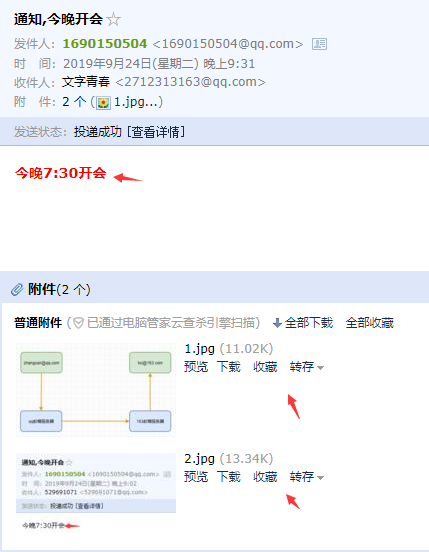 通知,今晚开会☆
发件人：1690150504 <1690150504@qq.com>
时　间：2019年9月24日(星期二) 晚上9:31
收件人：文字青春 <2712313163@qq.com>
附　件：2 个 (1.jpg...)
发送状态：投递成功 [查看详情]
今晚7:30开会
附件(2 个)
普通附件 (已通过电脑管家云查杀引擎扫描) 全部下载 全部收藏
1.jpg (11.02K)
预览 下载 收藏 转存
zhangsan@qq.com
qq邮箱服务器
163邮箱服务器
2.jpg (13.34K)
预览 下载 收藏 转存
通知,今晚开会☆
发件人：1690150504 <1690150504@qq.com>
时　间：2019年9月24日(星期二) 晚上9:02
收件人：529691071 <529691071@qq.com>
发送状态：投递成功 [查看详情]
今晚7:30开会